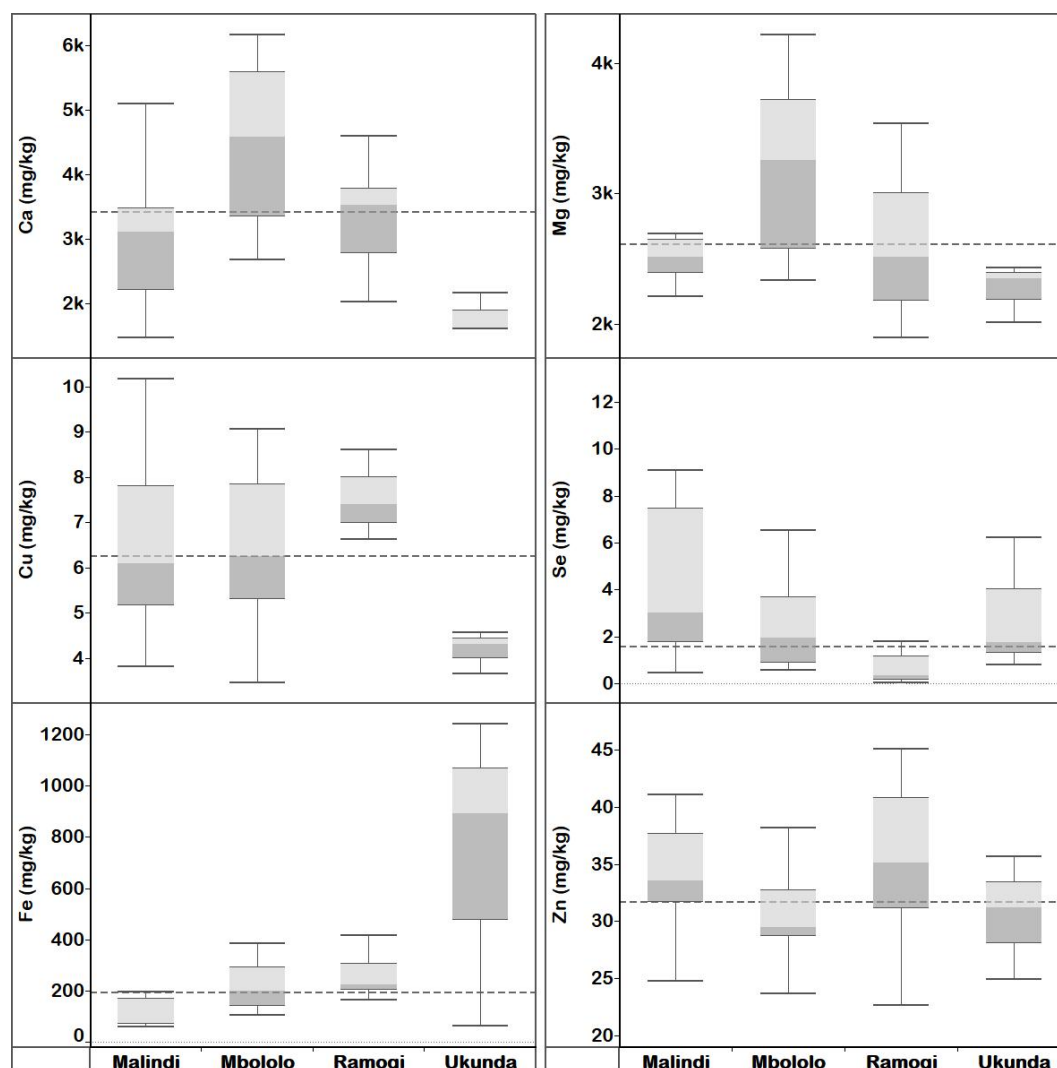 Ca (mg/kg)
6k
5k
4k
3k
2k
Mg (mg/kg)
4k
3k
2k
Cu (mg/kg)
10
9
8
7
6
5
4
Se (mg/kg)
12
10
8
6
4
2
0
Fe (mg/kg)
1200
1000
800
600
400
200
0
Zn (mg/kg)
45
40
35
30
25
20
Malindi Mbololo Ramogi Ukunda
Malindi Mbololo Ramogi Ukunda